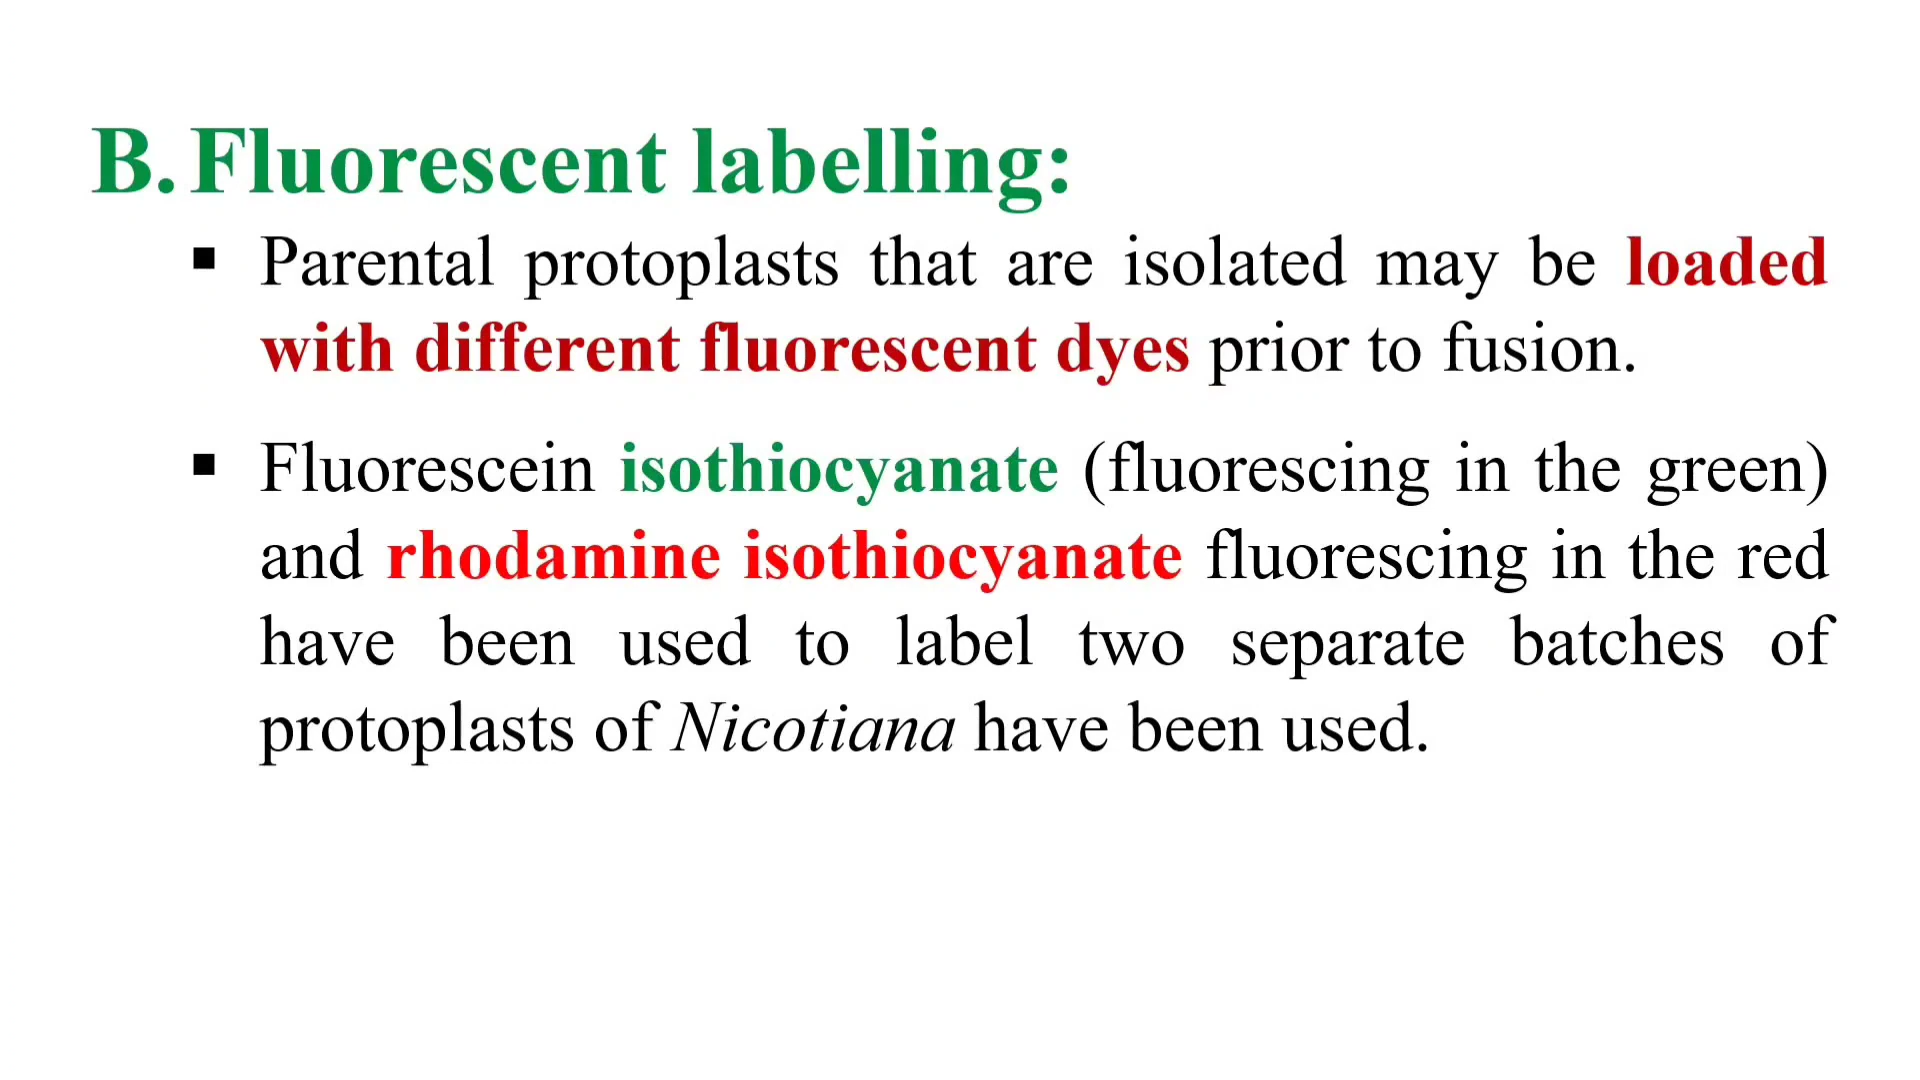 B. Fluorescent labelling:
▪ Parental protoplasts that are isolated may be loaded
with different fluorescent dyes prior to fusion.
▪ Fluorescein isothiocyanate (fluorescing in the green)
and rhodamine isothiocyanate fluorescing in the red
have been used to label two separate batches of
protoplasts of Nicotiana have been used.